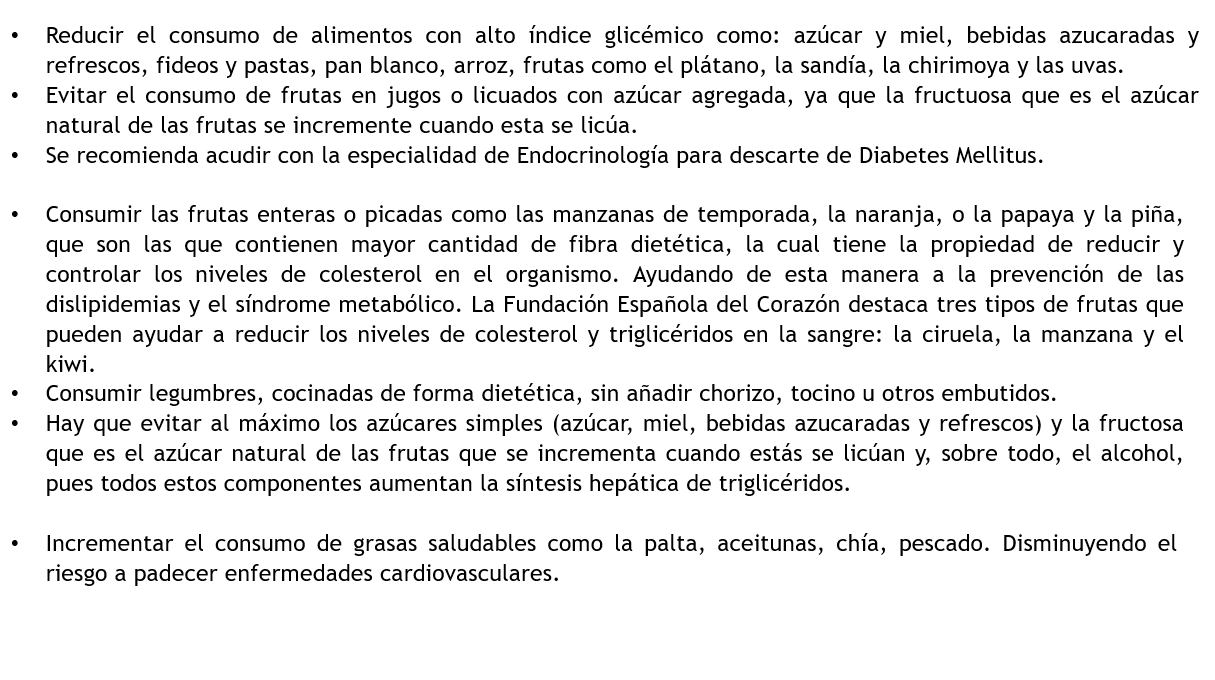 • Reducir el consumo de alimentos con alto índice glicémico como: azúcar y miel, bebidas azucaradas y
refrescos, fideos y pastas, pan blanco, arroz, frutas como el plátano, la sandía, la chirimoya y las uvas.
• Evitar el consumo de frutas en jugos o licuados con azúcar agregada, ya que la fructuosa que es el azúcar
natural de las frutas se incremente cuando esta se licúa.
• Se recomienda acudir con la especialidad de Endocrinología para descarte de Diabetes Mellitus.
• Consumir las frutas enteras o picadas como las manzanas de temporada, la naranja, o la papaya y la piña,
que son las que contienen mayor cantidad de fibra dietética, la cual tiene la propiedad de reducir y
controlar los niveles de colesterol en el organismo. Ayudando de esta manera a la prevención de las
dislipidemias y el síndrome metabólico. La Fundación Española del Corazón destaca tres tipos de frutas que
pueden ayudar a reducir los niveles de colesterol y triglicéridos en la sangre: la ciruela, la manzana y el
kiwi.
• Consumir legumbres, cocinadas de forma dietética, sin añadir chorizo, tocino u otros embutidos.
• Hay que evitar al máximo los azúcares simples (azúcar, miel, bebidas azucaradas y refrescos) y la fructosa
que es el azúcar natural de las frutas que se incrementa cuando estás se licúan y, sobre todo, el alcohol,
pues todos estos componentes aumentan la síntesis hepática de triglicéridos.
• Incrementar el consumo de grasas saludables como la palta, aceitunas, chía, pescado. Disminuyendo el
riesgo a padecer enfermedades cardiovasculares.